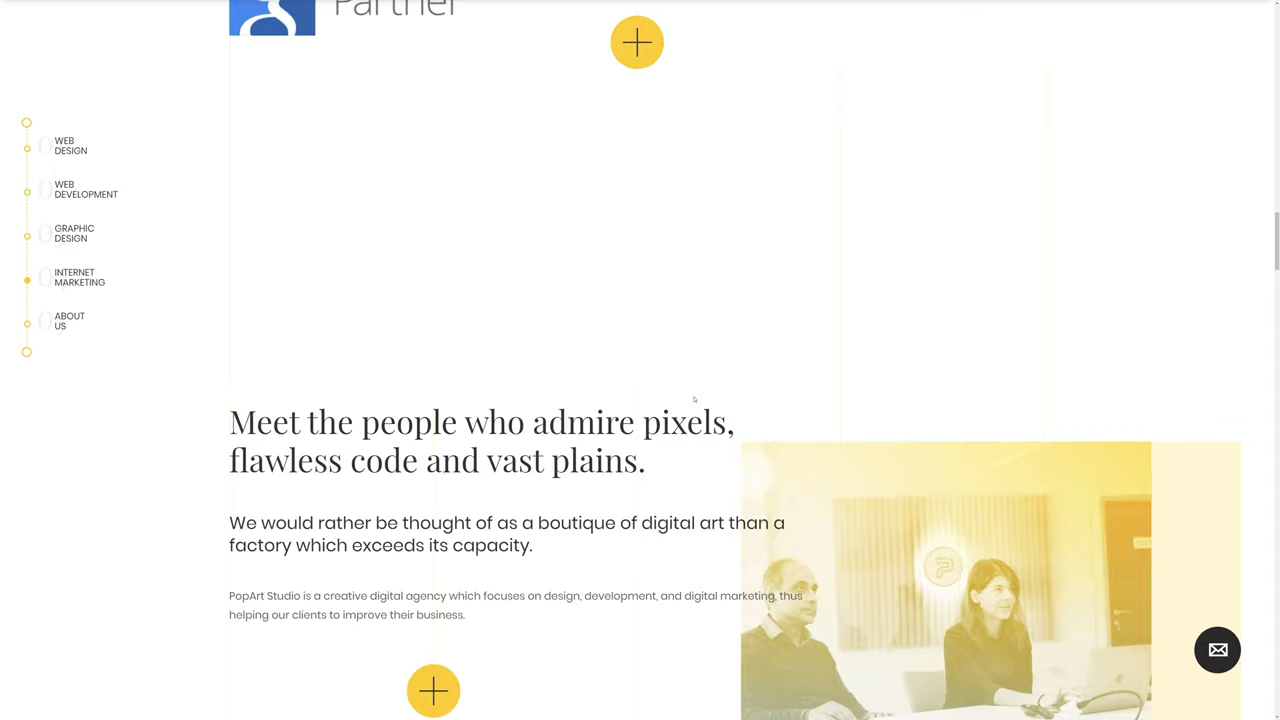 Partner
WEB
DESIGN
WEB
DEVELOPMENT
GRAPHIC
DESIGN
INTERNET
MARKETING
ABOUT
US
Meet the people who admire pixels,
flawless code and vast plains.
We would rather be thought of as a boutique of digital art than a
factory which exceeds its capacity.
PopArt Studio is a creative digital agency which focuses on design, development, and digital marketing, thus
helping our clients to improve their business.